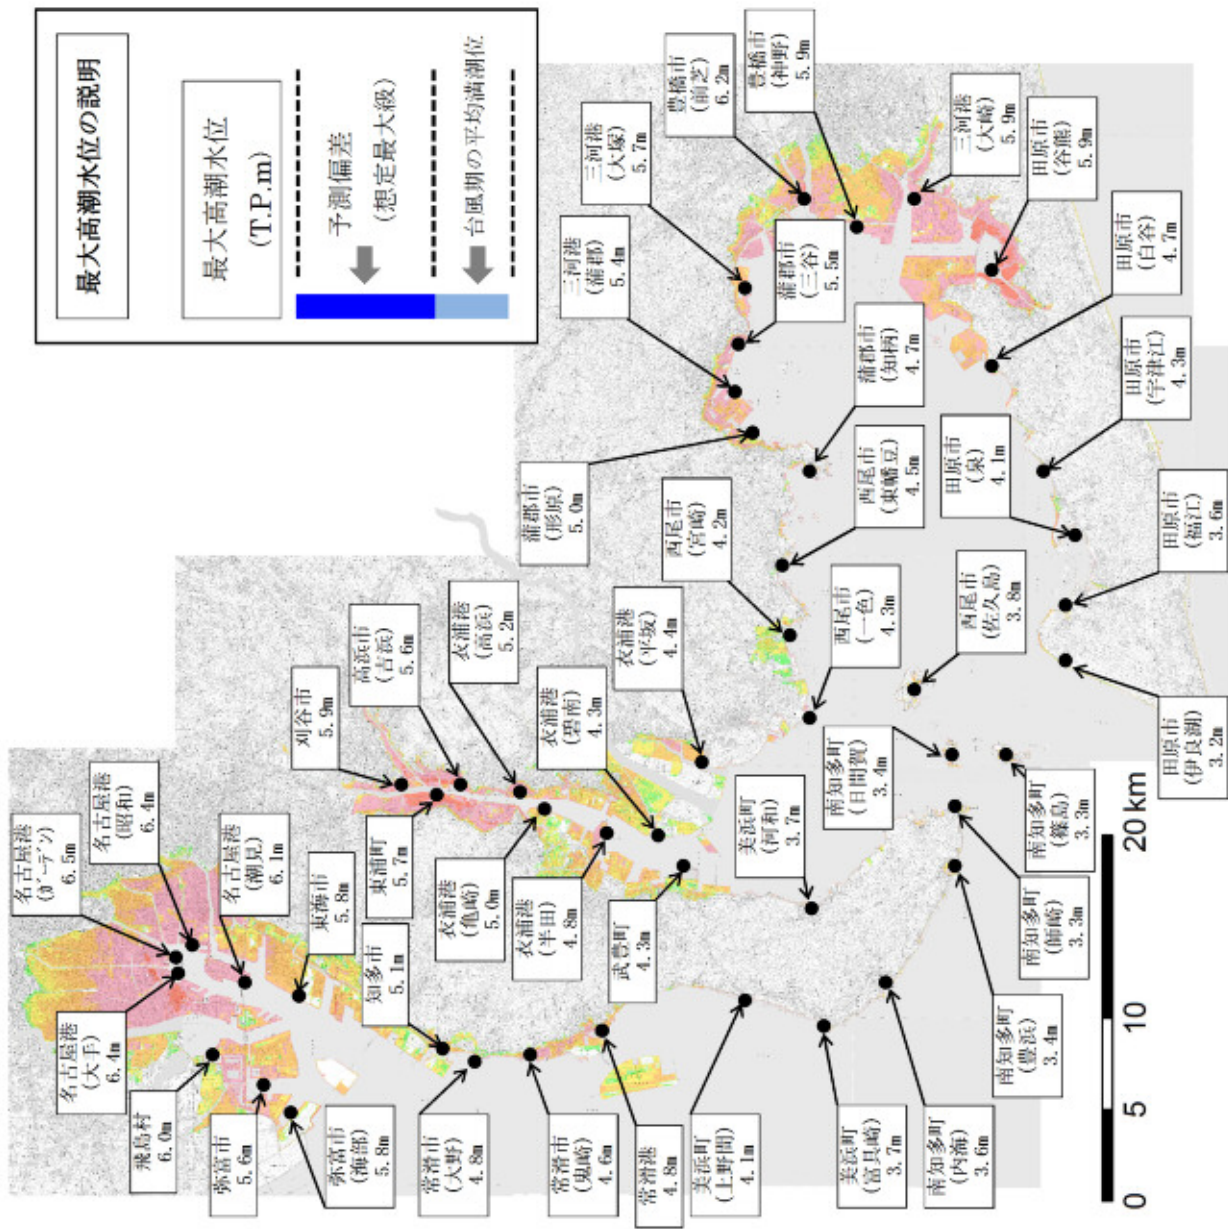 最大高潮水位の説明
最大高潮水位
(T.P.m)
予測偏差
(想定最大級)
台風期の平均満潮位
名古屋港
(ｶﾞｰﾃﾞﾝ)
6.5m
名古屋港
(昭和)
6.4m
名古屋港
(潮見)
6.1m
東海市
5.8m
知多市
5.1m
名古屋港
(大手)
6.4m
飛島村
6.0m
弥富市
5.6m
弥富市
(海部)
5.8m
常滑市
(大野)
4.8m
常滑市
(鬼崎)
4.6m
常滑港
4.8m
美浜町
(上野間)
4.1m
美浜町
(富具崎)
3.7m
南知多町
(内海)
3.6m
南知多町
(豊浜)
3.4m
南知多町
(師崎)
3.3m
南知多町
(篠島)
3.3m
南知多町
(日間賀)
3.4m
美浜町
(河和)
3.7m
武豊町
4.3m
衣浦港
(半田)
4.8m
衣浦港
(亀崎)
5.0m
東浦町
5.7m
刈谷市
5.9m
高浜市
(吉浜)
5.6m
衣浦港
(高浜)
5.2m
衣浦港
(碧南)
4.3m
衣浦港
(平坂)
4.4m
西尾市
(一色)
4.3m
西尾市
(佐久島)
3.8m
西尾市
(宮崎)
4.2m
西尾市
(東幡豆)
4.5m
蒲郡市
(知柄)
4.7m
蒲郡市
(形原)
5.0m
三河港
(蒲郡)
5.4m
蒲郡市
(三谷)
5.5m
三河港
(大塚)
5.7m
豊橋市
(前芝)
6.2m
豊橋市
(神野)
5.9m
三河港
(大崎)
5.9m
田原市
(谷熊)
5.9m
田原市
(白谷)
4.7m
田原市
(宇津江)
4.3m
田原市
(泉)
4.1m
田原市
(福江)
3.6m
田原市
(伊良湖)
3.2m
0
5
10
20 km